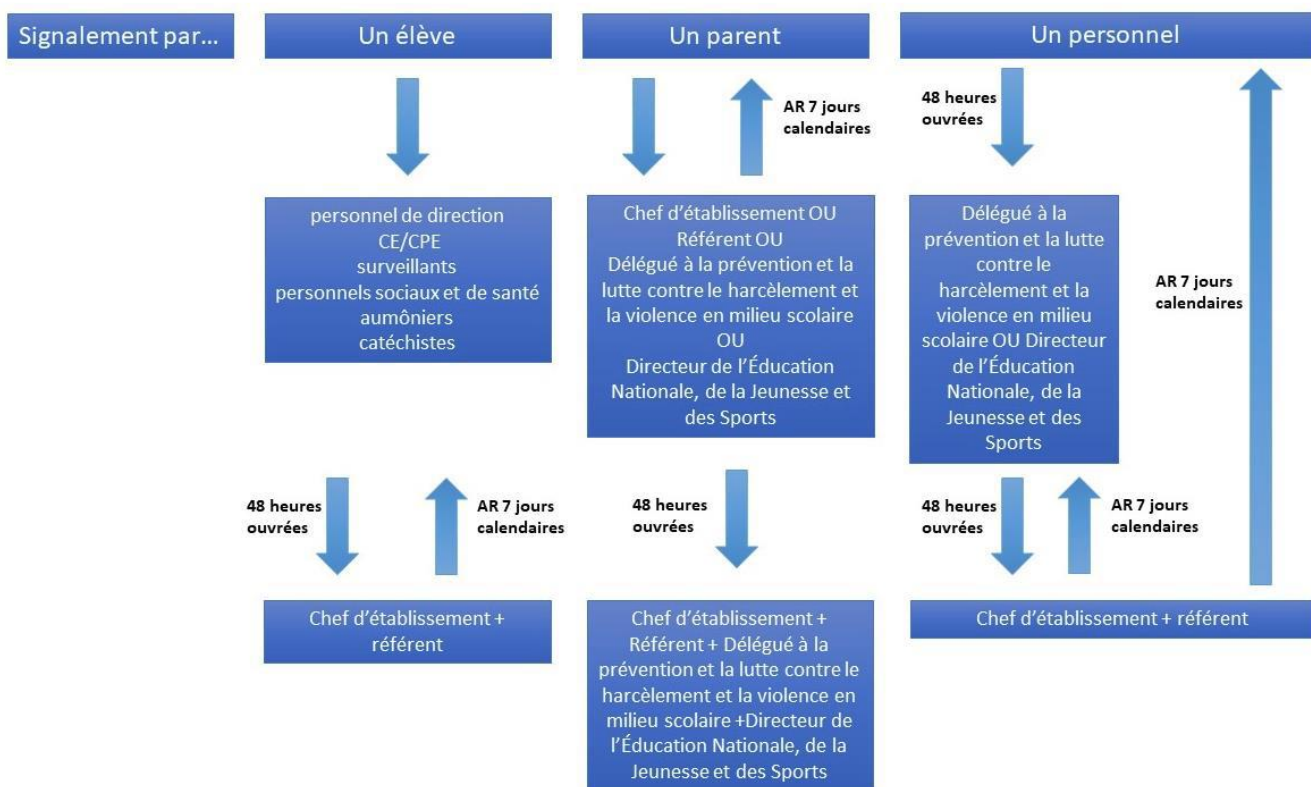 Signalement par...
Un élève
Un parent
Un personnel
AR 7 jours
calendaires
48 heures
ouvrées
personnel de direction
CE/CPE
surveillants
personnels sociaux et de santé
aumôniers
catéchistes
Chef d'établissement OU
Référent OU
Délégué à la prévention et la
lutte contre le harcèlement et
la violence en milieu scolaire
OU
Directeur de l'Éducation
Nationale, de la Jeunesse et
des Sports
Délégué à la
prévention et la lutte
contre le
harcèlement et la
violence en milieu
scolaire OU Directeur
de l'Éducation
Nationale, de la
Jeunesse et des
Sports
AR 7 jours
calendaires
48 heures
ouvrées
AR 7 jours
calendaires
48 heures
ouvrées
48 heures
ouvrées
AR 7 jours
calendaires
Chef d'établissement +
référent
Chef d'établissement +
Référent + Délégué à la
prévention et la lutte contre le
harcèlement et la violence en
milieu scolaire +Directeur de
l'Éducation Nationale, de la
Jeunesse et des Sports
Chef d'établissement + référent